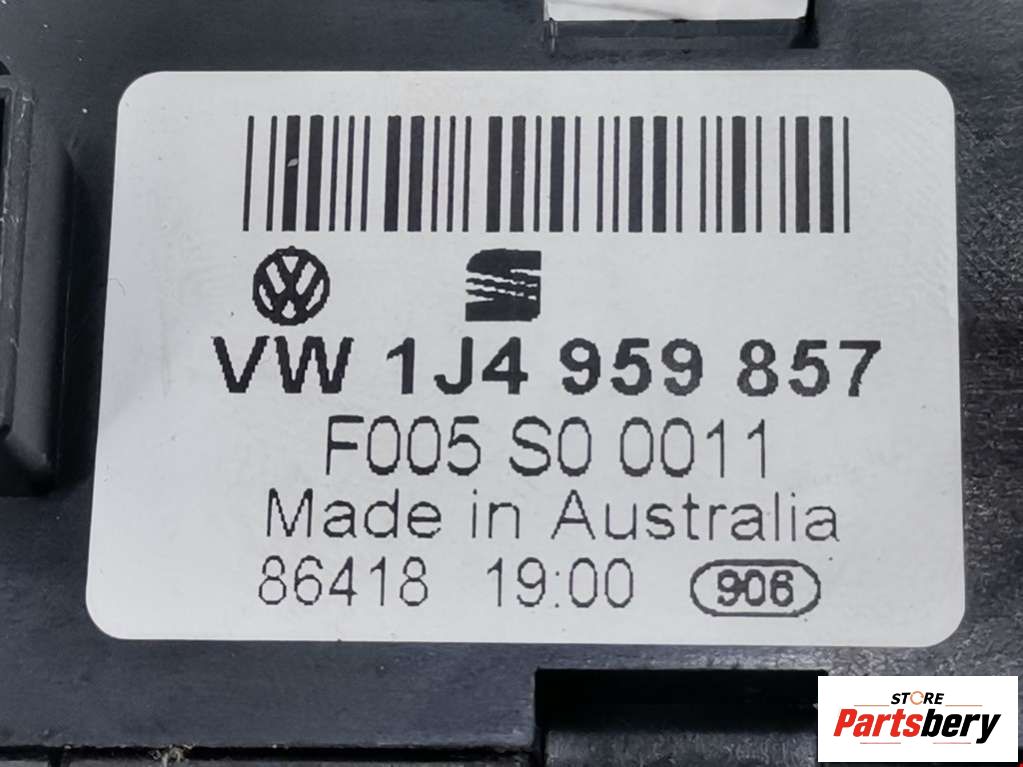 VW 1J4 959 857
F005 S0 0011
Made in Australia
86418 19:00 906
STORE
Partsbery